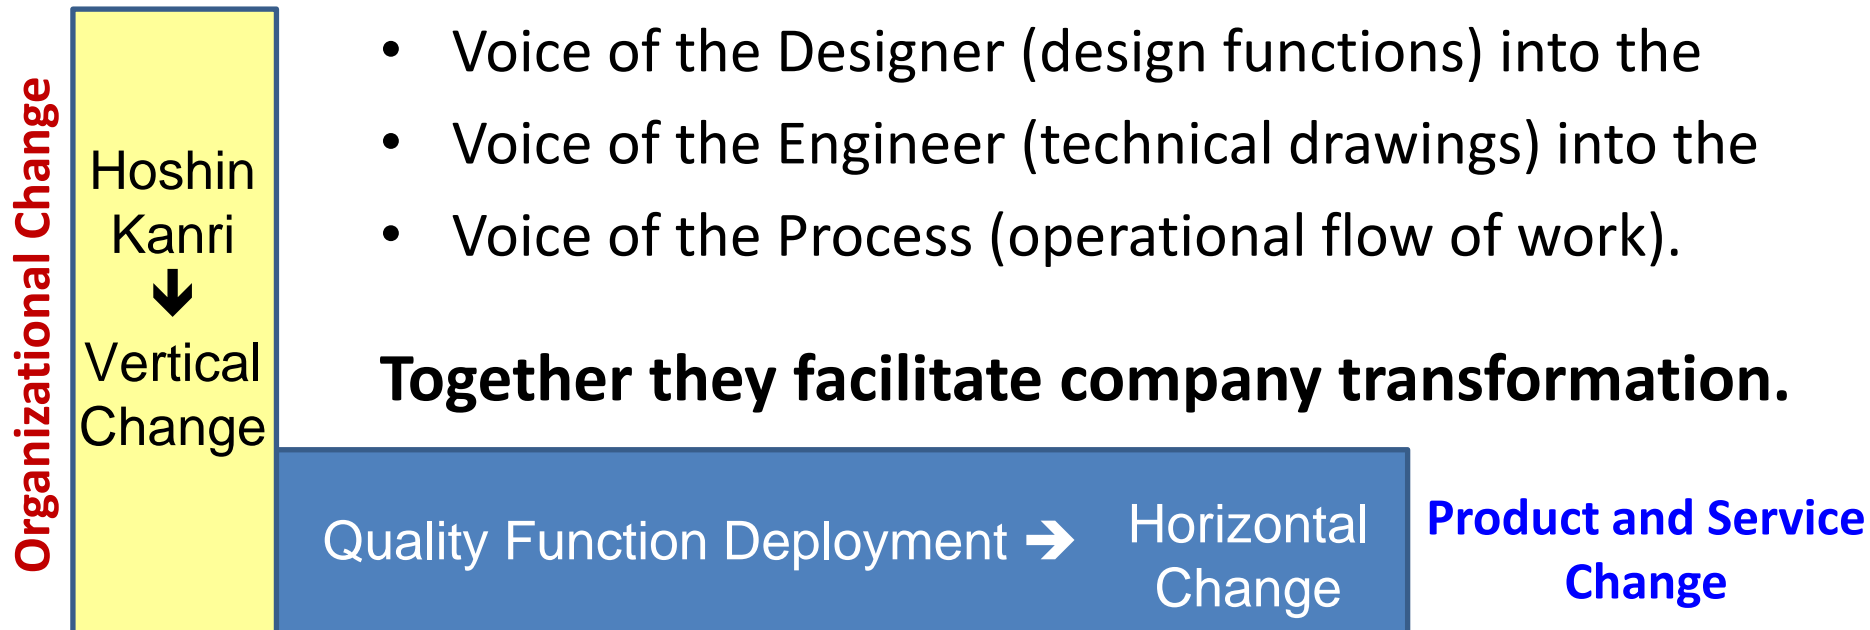 Organizational Change
Hoshin
Kanri
🡻
Vertical
Change
• Voice of the Designer (design functions) into the
• Voice of the Engineer (technical drawings) into the
• Voice of the Process (operational flow of work).
Together they facilitate company transformation.
Quality Function Deployment ➔
Horizontal
Change
Product and Service
Change